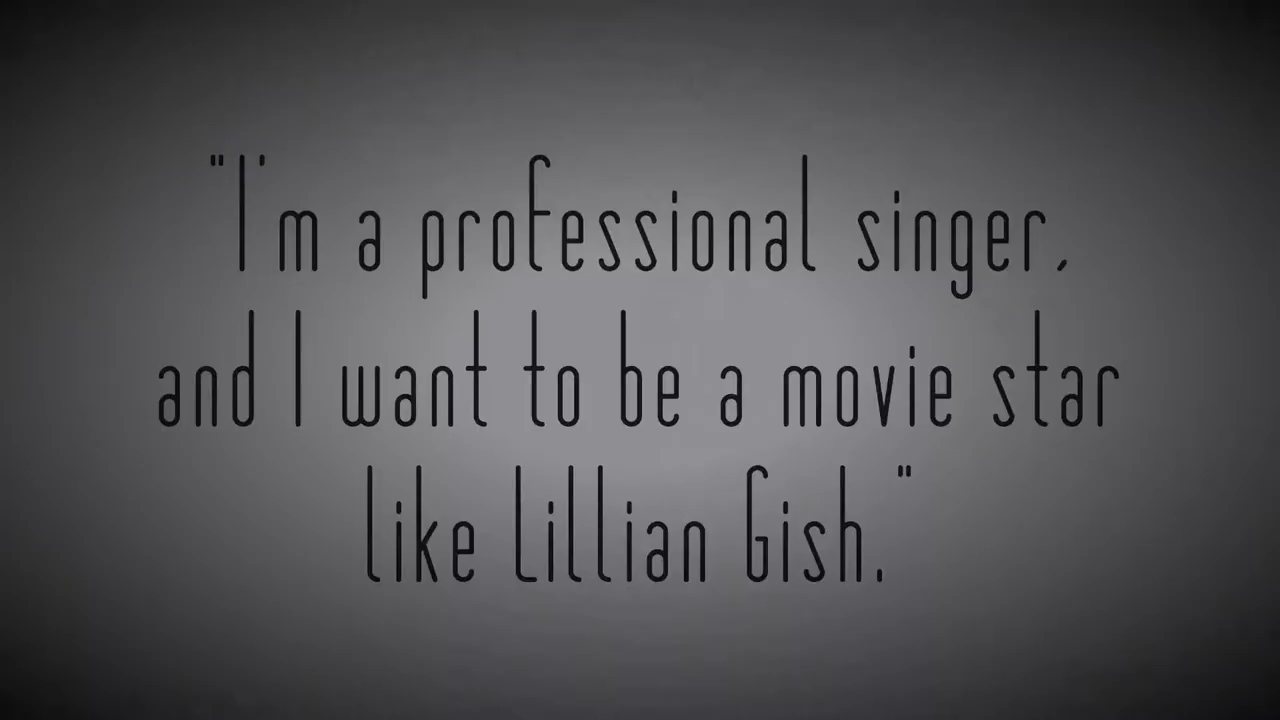 "I'm a professional singer,
and I want to be a movie star
like Lillian Gish."